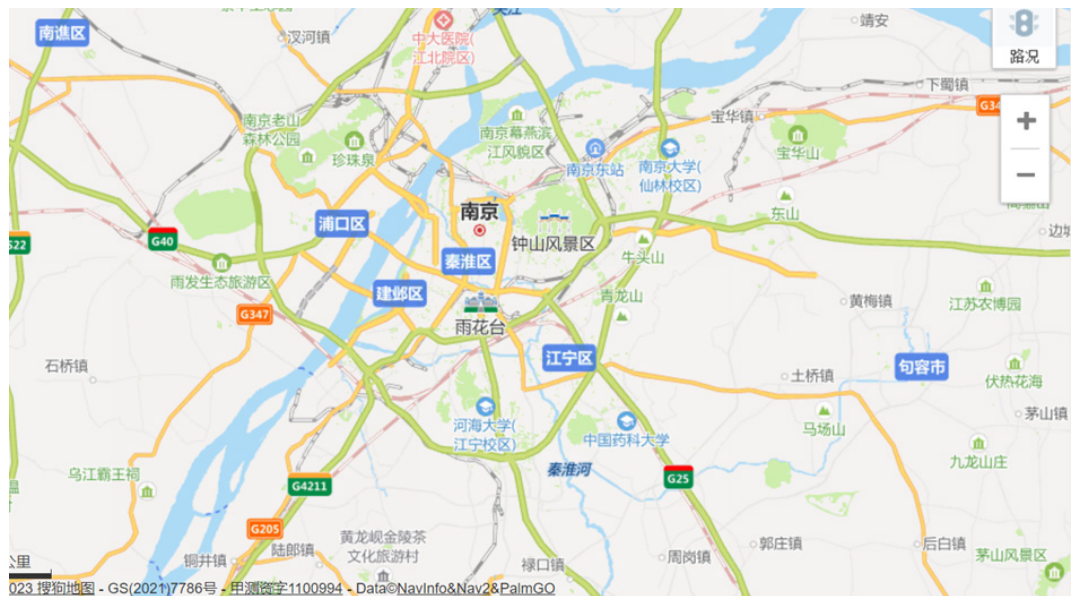 南谯区
汊河镇
中大医院(
江北院区)
靖安
路况
下蜀镇
宝华镇
南京老山
森林公园
珍珠泉
南京幕燕滨
江风貌区
南京东站
南京大学(
仙林校区)
宝华山
南京
浦口区
钟山风景区
东山
边城
S22
G40
秦淮区
牛头山
雨发生态旅游区
建邺区
青龙山
黄梅镇
江苏农博园
G347
雨花台
江宁区
句容市
石桥镇
土桥镇
伏热花海
河海大学(
江宁校区)
中国药科大学
马场山
茅山镇
乌江霸王祠
秦淮河
九龙山庄
G4211
G25
G205
黄龙岘金陵茶
文化旅游村
铜井镇
陆郎镇
禄口镇
周岗镇
郭庄镇
后白镇
茅山风景区
公里
023 搜狗地图 - GS(2021)7786号 - 甲测资字1100994 - Data©NavInfo&Nav2&PalmGO